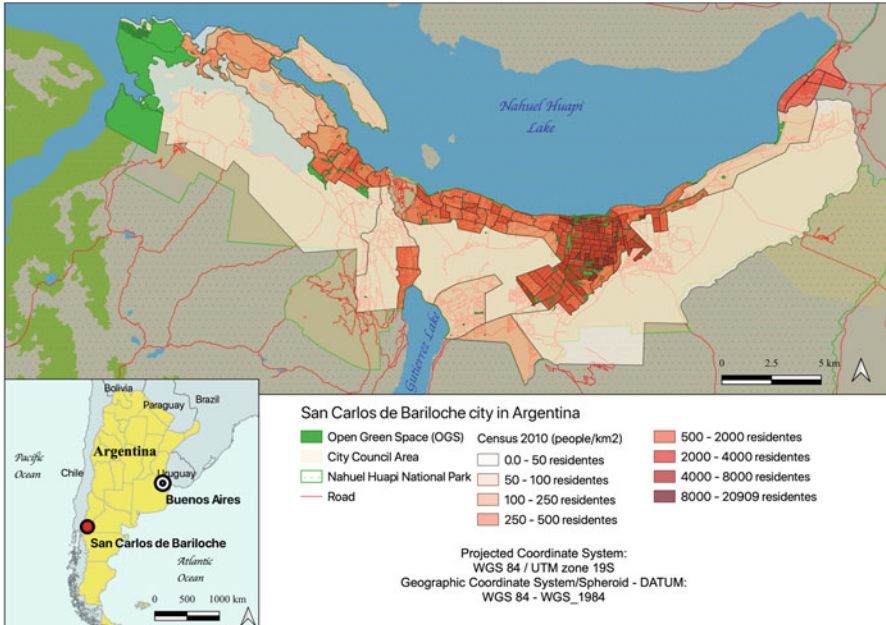 Nahuel Huapi
Lake
Gutierrez Lake
0 2.5 5 km
Bolivia
Paraguay
Brazil
Pacific
Ocean
Chile
Argentina
Uruguay
Buenos Aires
San Carlos de Bariloche
Atlantic
Ocean
0 500 1000 km
San Carlos de Bariloche city in Argentina
Open Green Space (OGS)
City Council Area
Nahuel Huapi National Park
Road
Census 2010 (people/km2)
0.0 - 50 residentes
50 - 100 residentes
100 - 250 residentes
250 - 500 residentes
500 - 2000 residentes
2000 - 4000 residentes
4000 - 8000 residentes
8000 - 20909 residentes
Projected Coordinate System:
WGS 84 / UTM zone 19S
Geographic Coordinate System/Spheroid - DATUM:
WGS 84 - WGS_1984